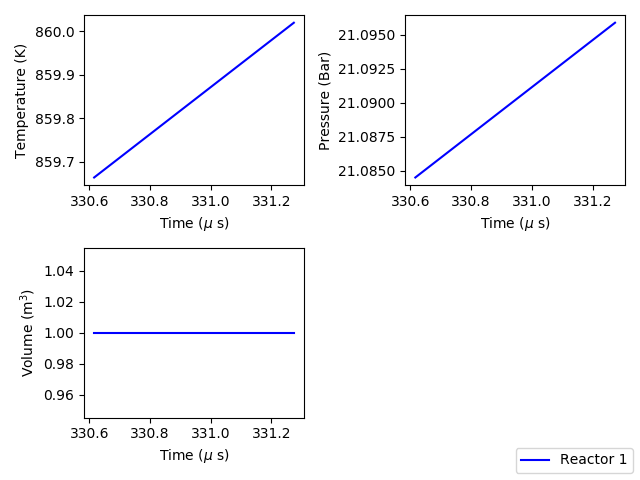 860.0
859.9
859.8
859.7
Temperature (K)
330.6 330.8 331.0 331.2
Time (μ s)
21.0950
21.0925
21.0900
21.0875
21.0850
Pressure (Bar)
330.6 330.8 331.0 331.2
Time (μ s)
1.04
1.02
1.00
0.98
0.96
Volume (m³)
330.6 330.8 331.0 331.2
Time (μ s)
Reactor 1